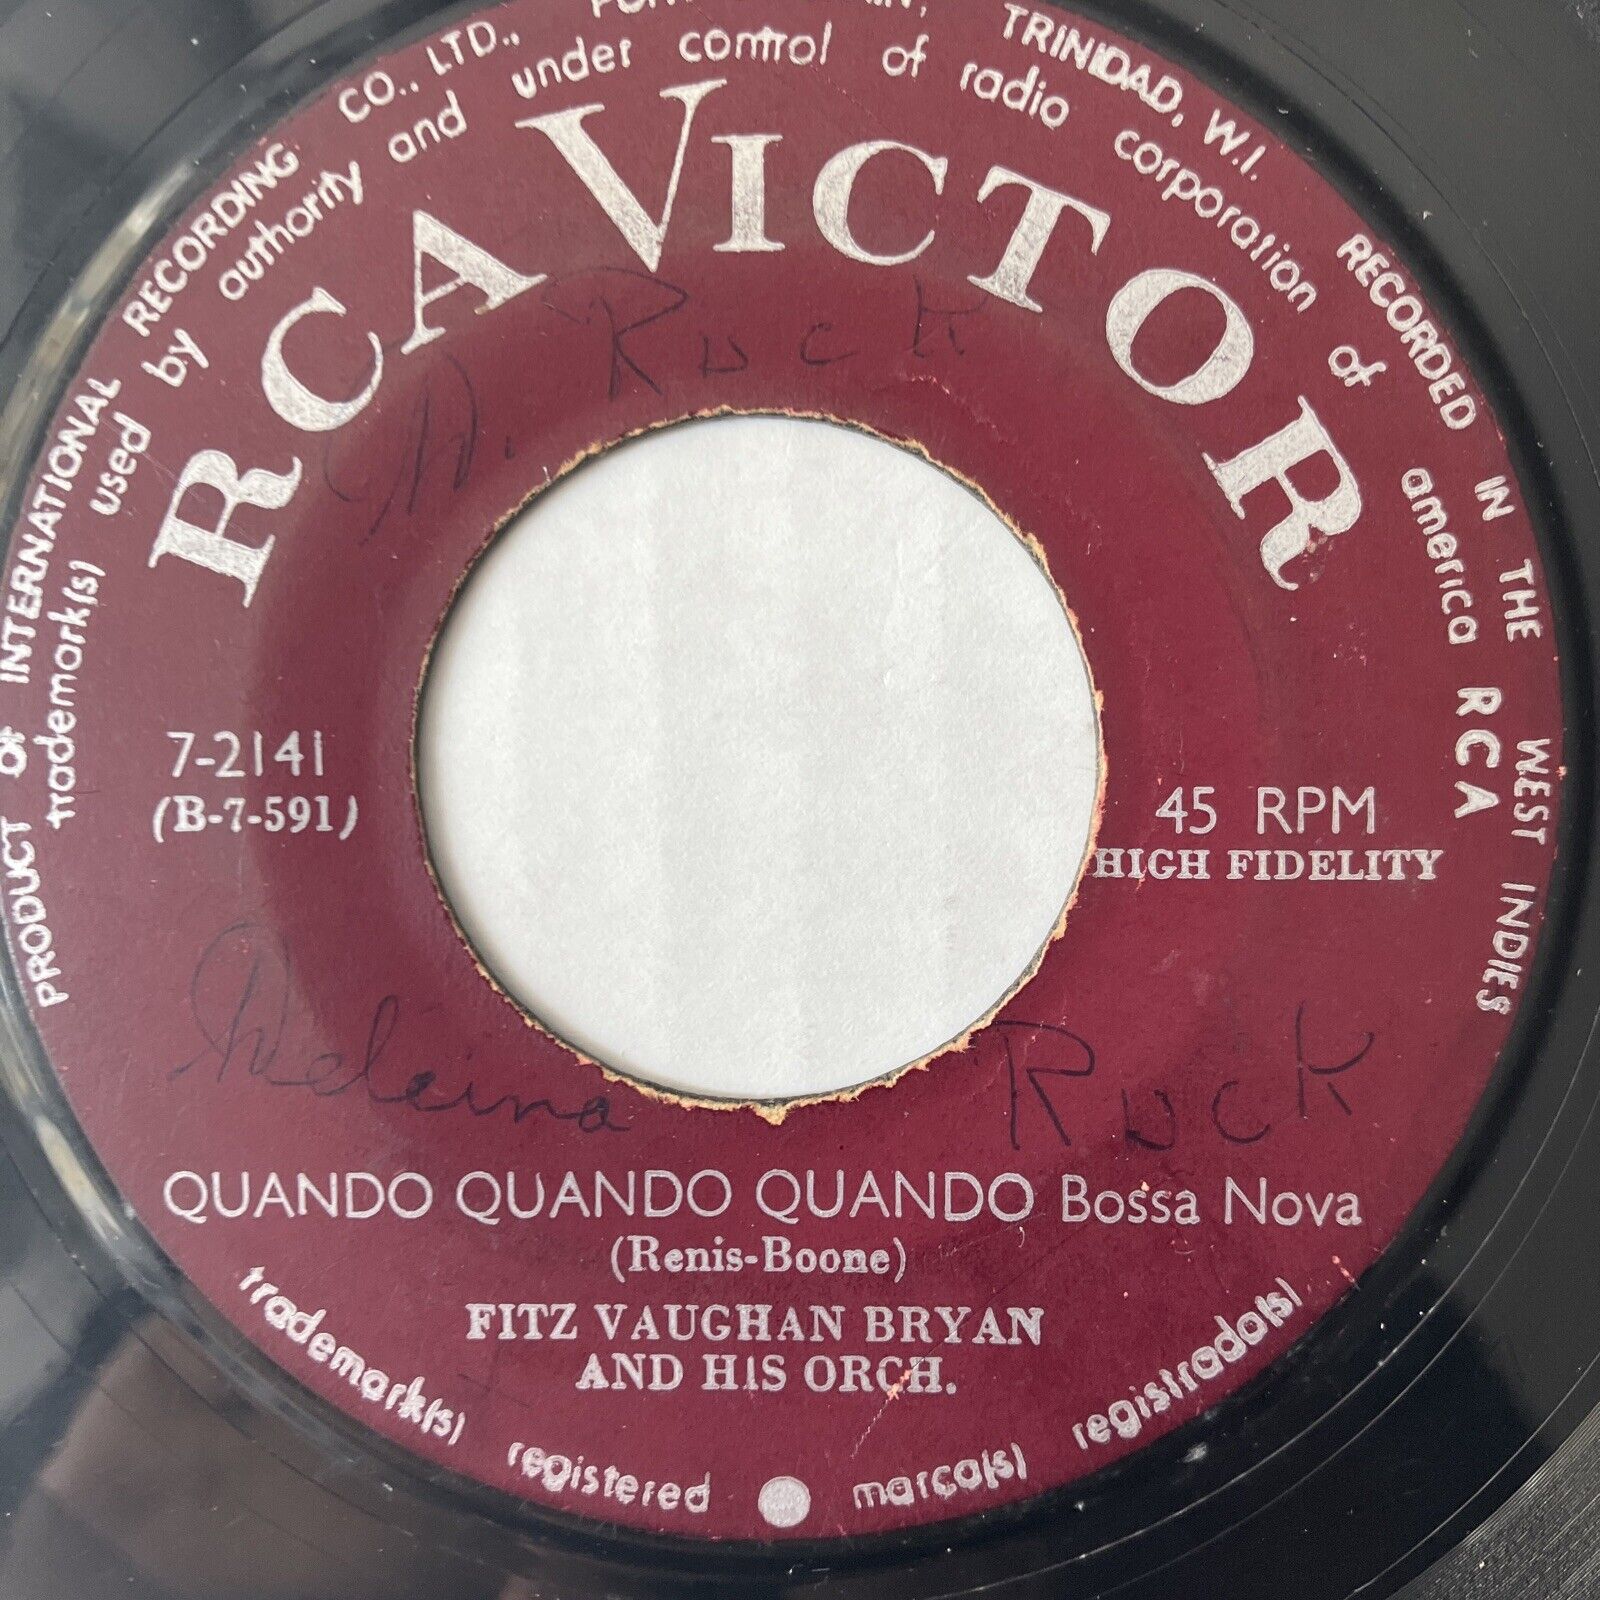 PRODUCT OF INTERNATIONAL RECORDING CO., LTD., TRINIDAD, W.I. RECORDED IN THE WEST INDIES
trademark(s) used by authority and under control of radio corporation of america RCA
RCA VICTOR
M. Ruck
7-2141
(B-7-591)
45 RPM
HIGH FIDELITY
Ruck
QUANDO QUANDO QUANDO Bossa Nova
(Renis-Boone)
FITZ VAUGHAN BRYAN
AND HIS ORCH.
trademark(s) registered marca(s) registrada(s)